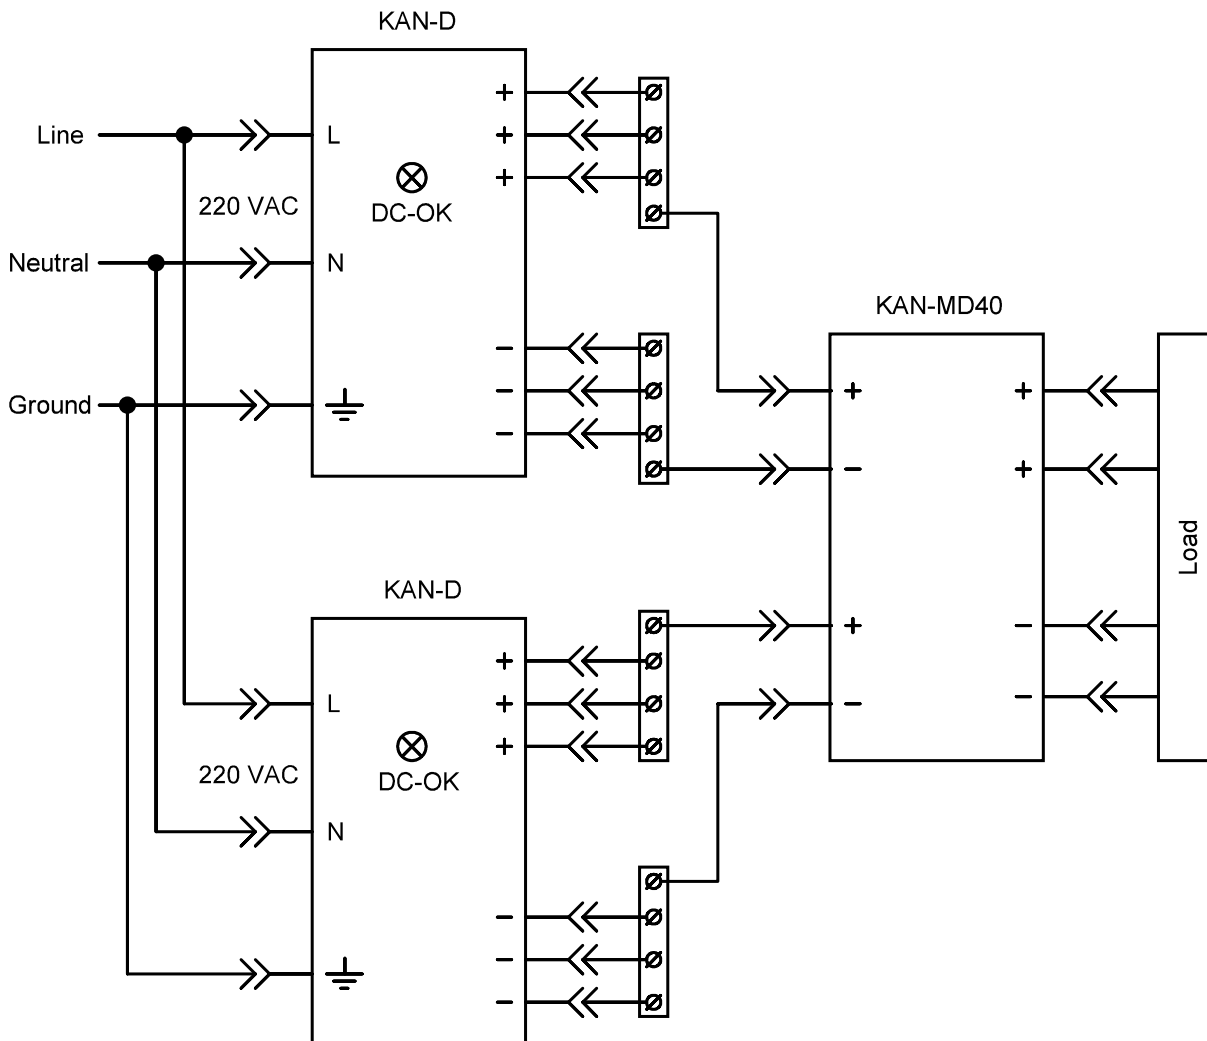 KAN-D
Line
L
+
+
+
220 VAC
DC-OK
Neutral
N
Ground
−
−
−
KAN-MD40
+
−
+
−
+
+
−
−
Load
KAN-D
L
+
+
+
220 VAC
DC-OK
N
−
−
−